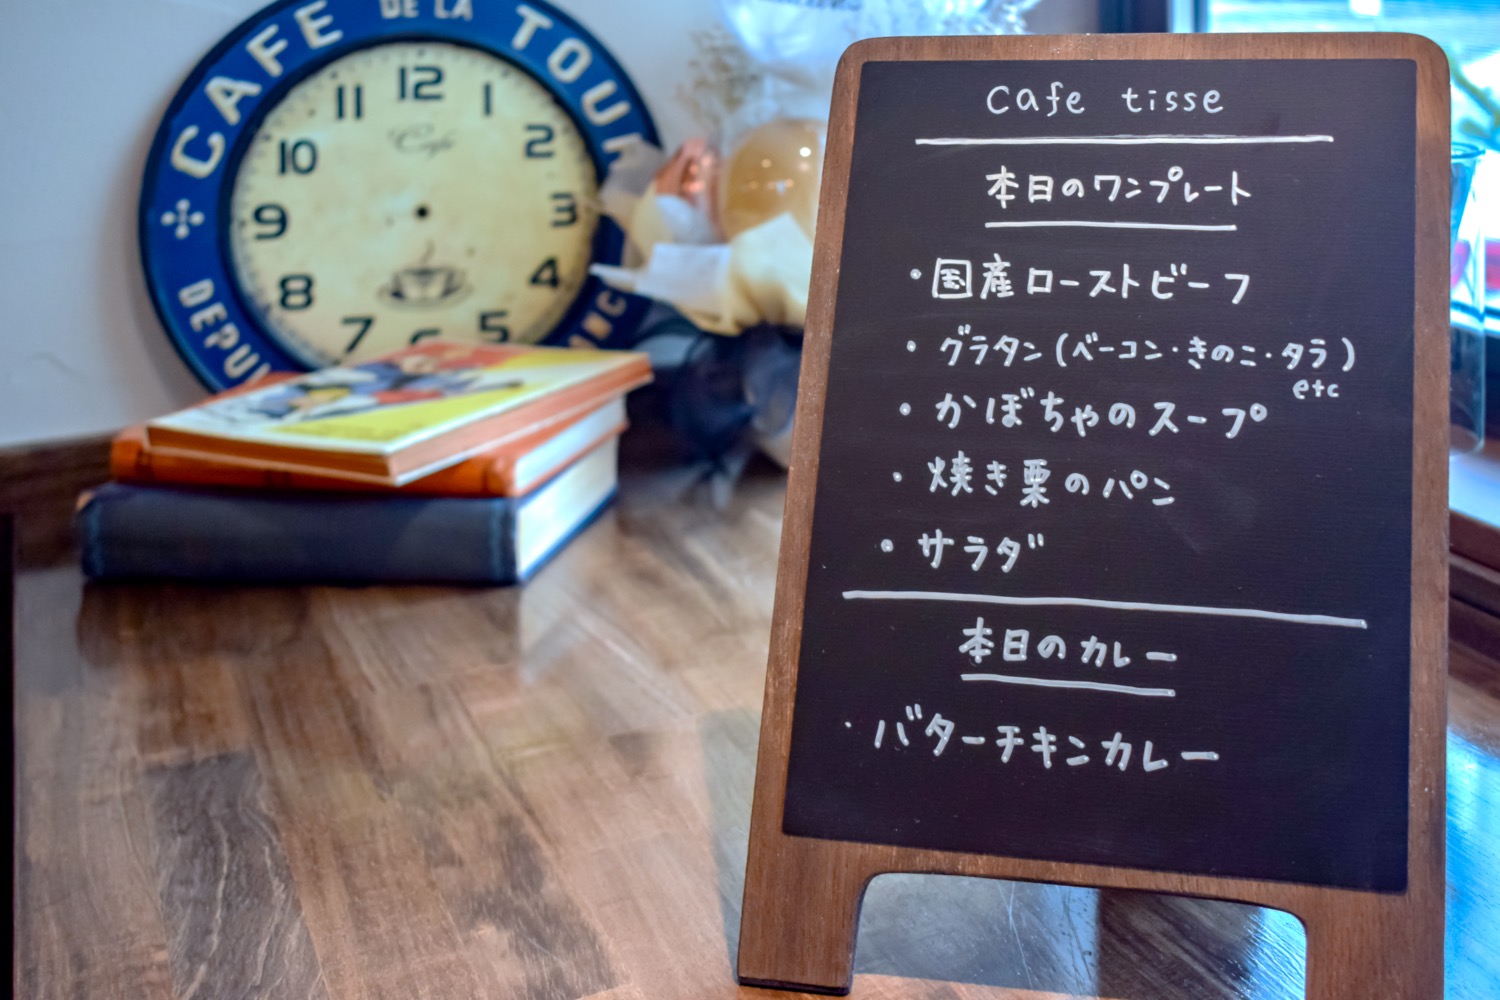 CAFE DE LA TOUR
DEPUI
NC
12
1
2
3
4
5
7
8
9
10
11
Cafe
cafe tisse
本日のワンプレート
・国産ローストビーフ
・グラタン(ベーコン・きのこ・タラ)
etc
・かぼちゃのスープ
・焼き栗のパン
・サラダ
本日のカレー
・バターチキンカレー